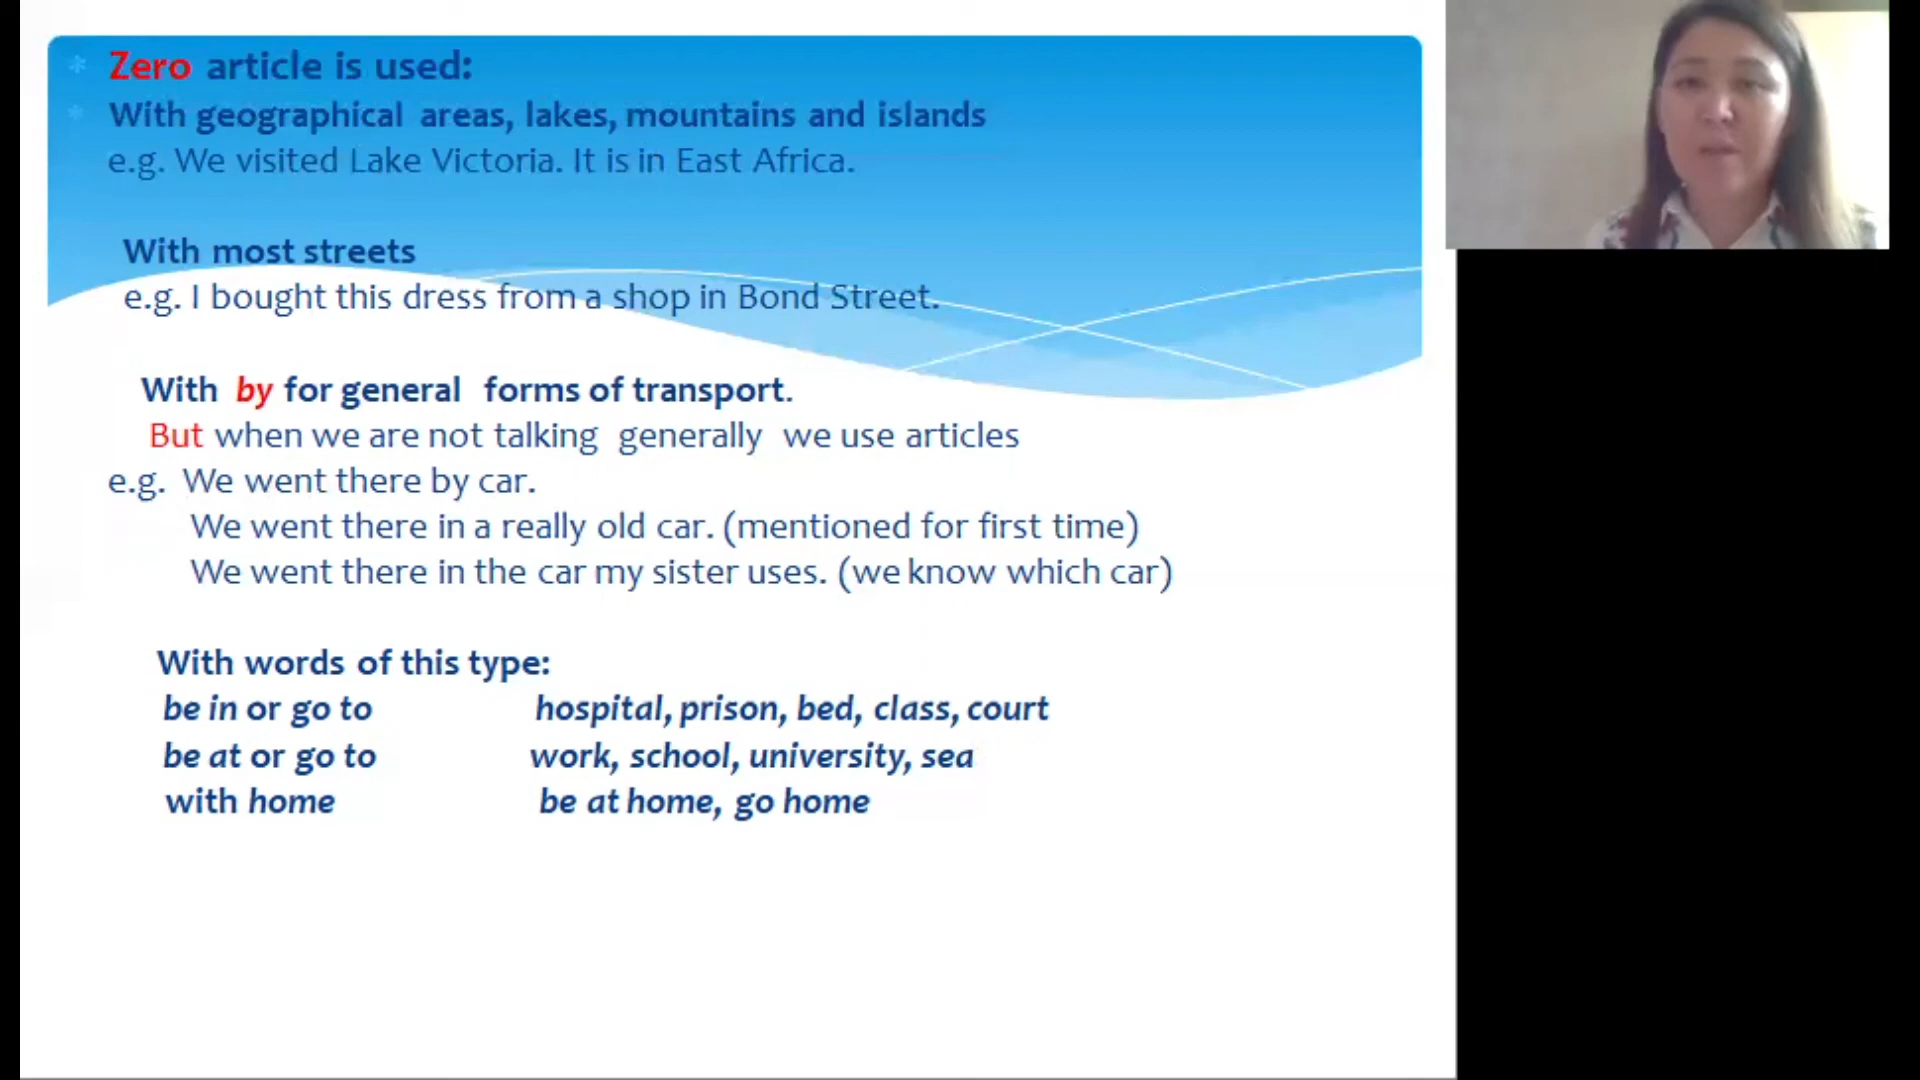 Zero article is used:
With geographical areas, lakes, mountains and islands
e.g. We visited Lake Victoria. It is in East Africa.
With most streets
e.g. I bought this dress from a shop in Bond Street.
With by for general forms of transport.
But when we are not talking generally we use articles
e.g. We went there by car.
We went there in a really old car. (mentioned for first time)
We went there in the car my sister uses. (we know which car)
With words of this type:
be in or go to hospital, prison, bed, class, court
be at or go to work, school, university, sea
with home be at home, go home